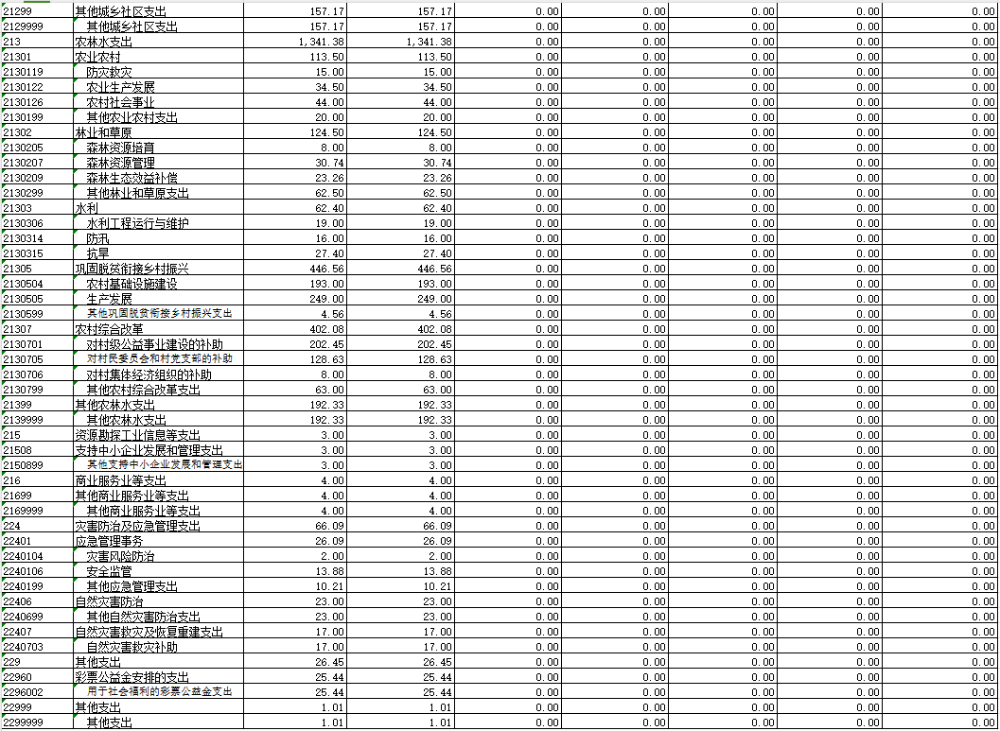 21299 其他城乡社区支出 157.17 157.17 0.00 0.00 0.00 0.00 0.00
2129999 其他城乡社区支出 157.17 157.17 0.00 0.00 0.00 0.00 0.00
213 农林水支出 1,341.38 1,341.38 0.00 0.00 0.00 0.00 0.00
21301 农业农村 113.50 113.50 0.00 0.00 0.00 0.00 0.00
2130119 防灾救灾 15.00 15.00 0.00 0.00 0.00 0.00 0.00
2130122 农业生产发展 34.50 34.50 0.00 0.00 0.00 0.00 0.00
2130126 农村社会事业 44.00 44.00 0.00 0.00 0.00 0.00 0.00
2130199 其他农业农村支出 20.00 20.00 0.00 0.00 0.00 0.00 0.00
21302 林业和草原 124.50 124.50 0.00 0.00 0.00 0.00 0.00
2130205 森林资源培育 8.00 8.00 0.00 0.00 0.00 0.00 0.00
2130207 森林资源管理 30.74 30.74 0.00 0.00 0.00 0.00 0.00
2130209 森林生态效益补偿 23.26 23.26 0.00 0.00 0.00 0.00 0.00
2130299 其他林业和草原支出 62.50 62.50 0.00 0.00 0.00 0.00 0.00
21303 水利 62.40 62.40 0.00 0.00 0.00 0.00 0.00
2130306 水利工程运行与维护 19.00 19.00 0.00 0.00 0.00 0.00 0.00
2130314 防汛 16.00 16.00 0.00 0.00 0.00 0.00 0.00
2130315 抗旱 27.40 27.40 0.00 0.00 0.00 0.00 0.00
21305 巩固脱贫衔接乡村振兴 446.56 446.56 0.00 0.00 0.00 0.00 0.00
2130504 农村基础设施建设 193.00 193.00 0.00 0.00 0.00 0.00 0.00
2130505 生产发展 249.00 249.00 0.00 0.00 0.00 0.00 0.00
2130599 其他巩固脱贫衔接乡村振兴支出 4.56 4.56 0.00 0.00 0.00 0.00 0.00
21307 农村综合改革 402.08 402.08 0.00 0.00 0.00 0.00 0.00
2130701 对村级公益事业建设的补助 202.45 202.45 0.00 0.00 0.00 0.00 0.00
2130705 对村民委员会和村党支部的补助 128.63 128.63 0.00 0.00 0.00 0.00 0.00
2130706 对村集体经济组织的补助 8.00 8.00 0.00 0.00 0.00 0.00 0.00
2130799 其他农村综合改革支出 63.00 63.00 0.00 0.00 0.00 0.00 0.00
21399 其他农林水支出 192.33 192.33 0.00 0.00 0.00 0.00 0.00
2139999 其他农林水支出 192.33 192.33 0.00 0.00 0.00 0.00 0.00
215 资源勘探工业信息等支出 3.00 3.00 0.00 0.00 0.00 0.00 0.00
21508 支持中小企业发展和管理支出 3.00 3.00 0.00 0.00 0.00 0.00 0.00
2150899 其他支持中小企业发展和管理支出 3.00 3.00 0.00 0.00 0.00 0.00 0.00
216 商业服务业等支出 4.00 4.00 0.00 0.00 0.00 0.00 0.00
21699 其他商业服务业等支出 4.00 4.00 0.00 0.00 0.00 0.00 0.00
2169999 其他商业服务业等支出 4.00 4.00 0.00 0.00 0.00 0.00 0.00
224 灾害防治及应急管理支出 66.09 66.09 0.00 0.00 0.00 0.00 0.00
22401 应急管理事务 26.09 26.09 0.00 0.00 0.00 0.00 0.00
2240104 灾害风险防治 2.00 2.00 0.00 0.00 0.00 0.00 0.00
2240106 安全监管 13.88 13.88 0.00 0.00 0.00 0.00 0.00
2240199 其他应急管理支出 10.21 10.21 0.00 0.00 0.00 0.00 0.00
22406 自然灾害防治 23.00 23.00 0.00 0.00 0.00 0.00 0.00
2240699 其他自然灾害防治支出 23.00 23.00 0.00 0.00 0.00 0.00 0.00
22407 自然灾害救灾及恢复重建支出 17.00 17.00 0.00 0.00 0.00 0.00 0.00
2240703 自然灾害救灾补助 17.00 17.00 0.00 0.00 0.00 0.00 0.00
229 其他支出 26.45 26.45 0.00 0.00 0.00 0.00 0.00
22960 彩票公益金安排的支出 25.44 25.44 0.00 0.00 0.00 0.00 0.00
2296002 用于社会福利的彩票公益金支出 25.44 25.44 0.00 0.00 0.00 0.00 0.00
22999 其他支出 1.01 1.01 0.00 0.00 0.00 0.00 0.00
2299999 其他支出 1.01 1.01 0.00 0.00 0.00 0.00 0.00